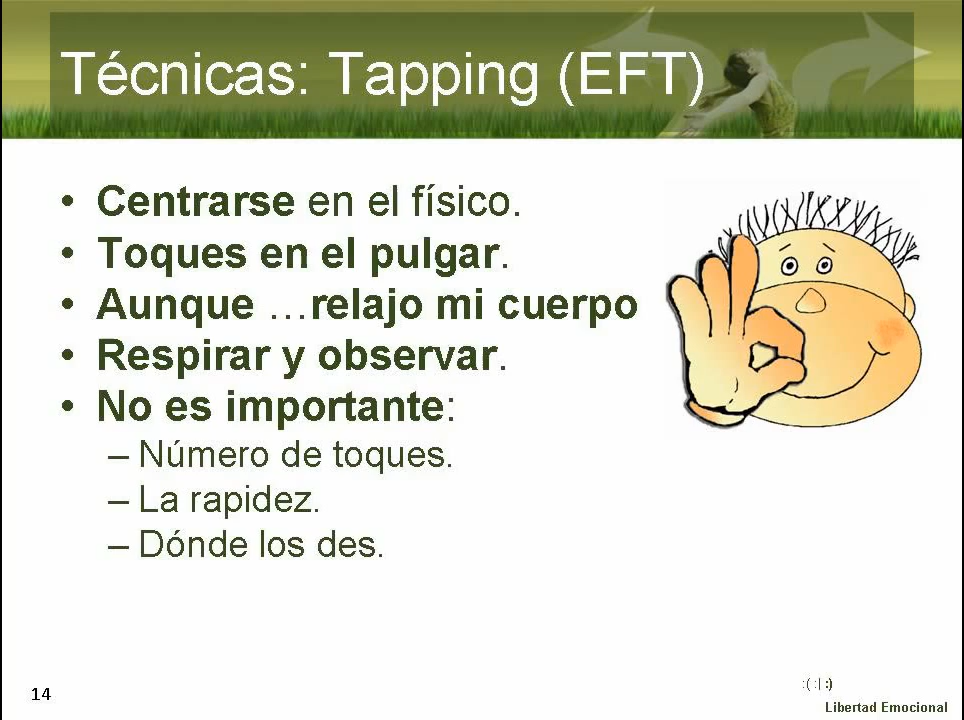 Técnicas: Tapping (EFT)
• Centrarse en el físico.
• Toques en el pulgar.
• Aunque …relajo mi cuerpo
• Respirar y observar.
• No es importante:
– Número de toques.
– La rapidez.
– Dónde los des.
14
:( :| :)
Libertad Emocional